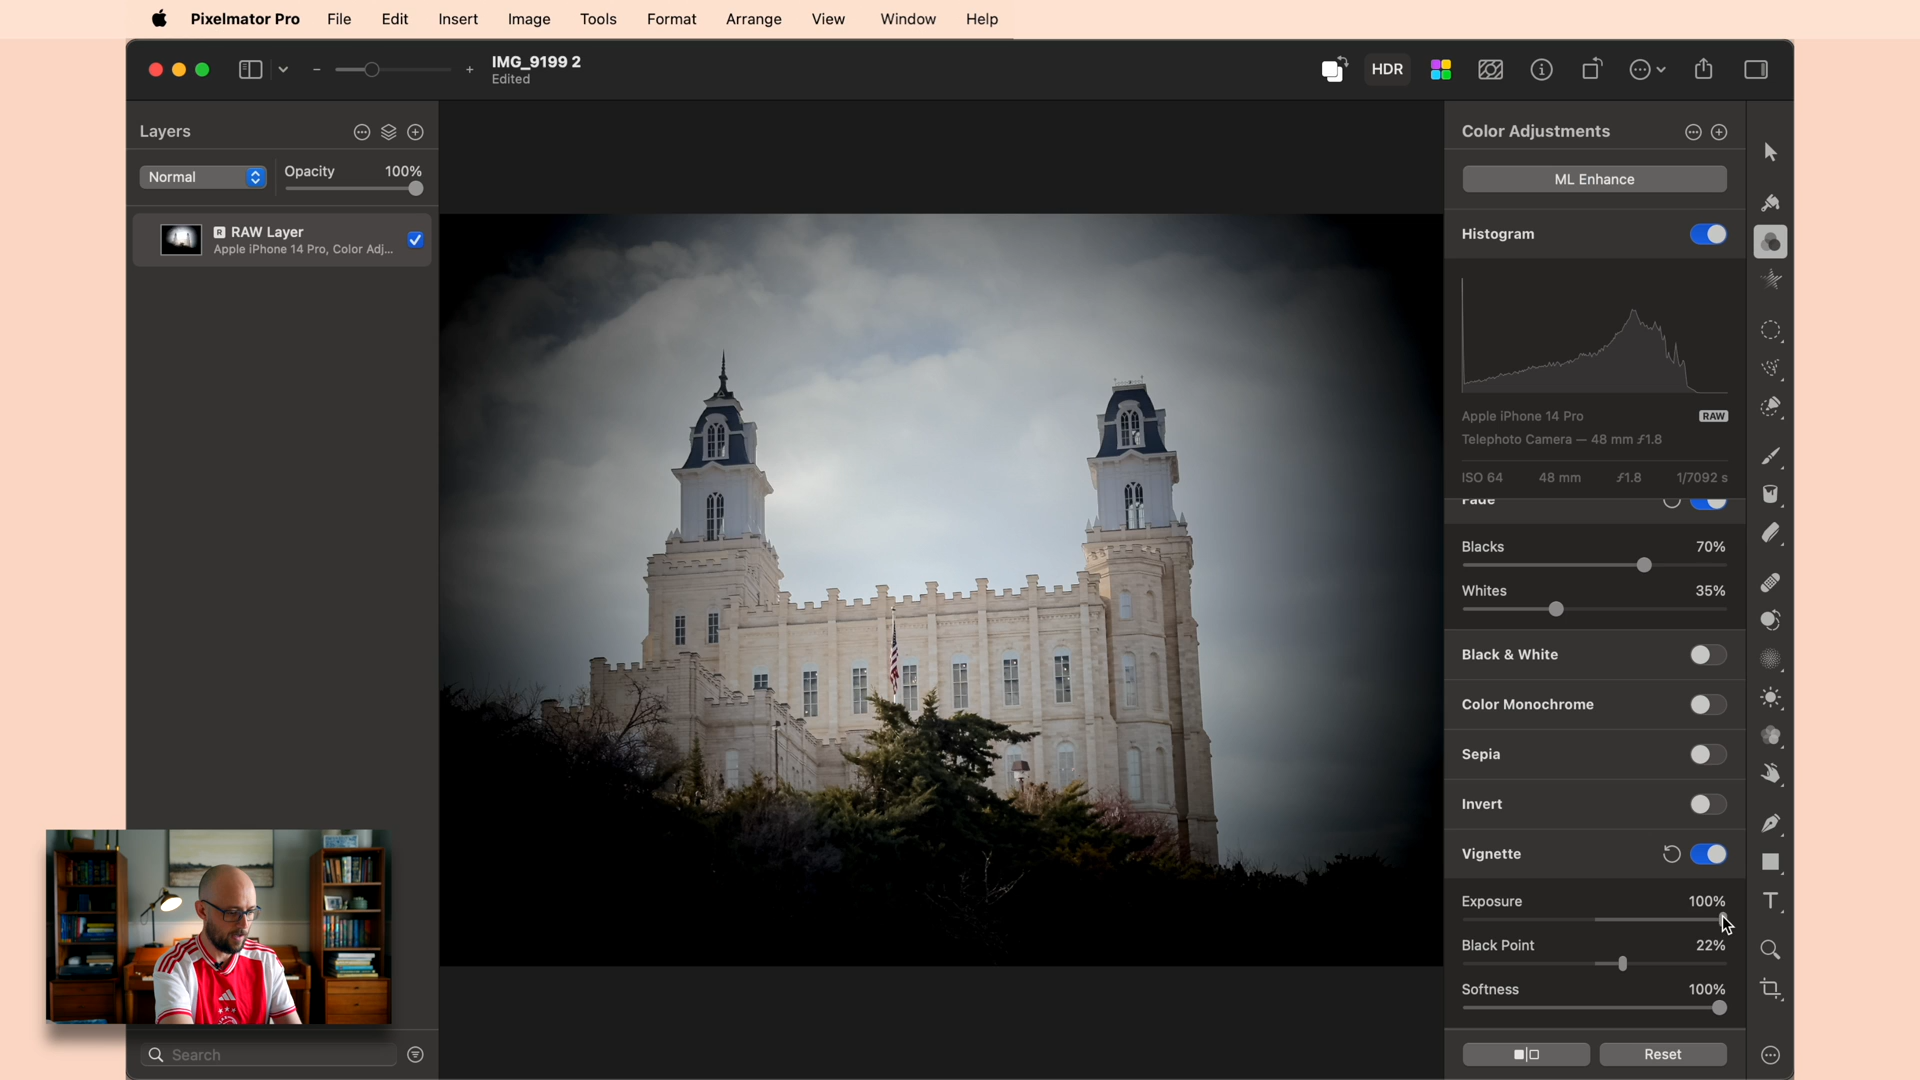 Pixelmator Pro File Edit Insert Image Tools Format Arrange View Window Help
IMG_9199 2
Edited
HDR
Layers
Normal Opacity 100%
R RAW Layer
Apple iPhone 14 Pro, Color Adj...
Search
Color Adjustments
ML Enhance
Histogram
Apple iPhone 14 Pro RAW
Telephoto Camera — 48 mm ƒ1.8
ISO 64 48 mm ƒ1.8 1/7092 s
Fade
Blacks 70%
Whites 35%
Black & White
Color Monochrome
Sepia
Invert
Vignette
Exposure 100%
Black Point 22%
Softness 100%
Reset